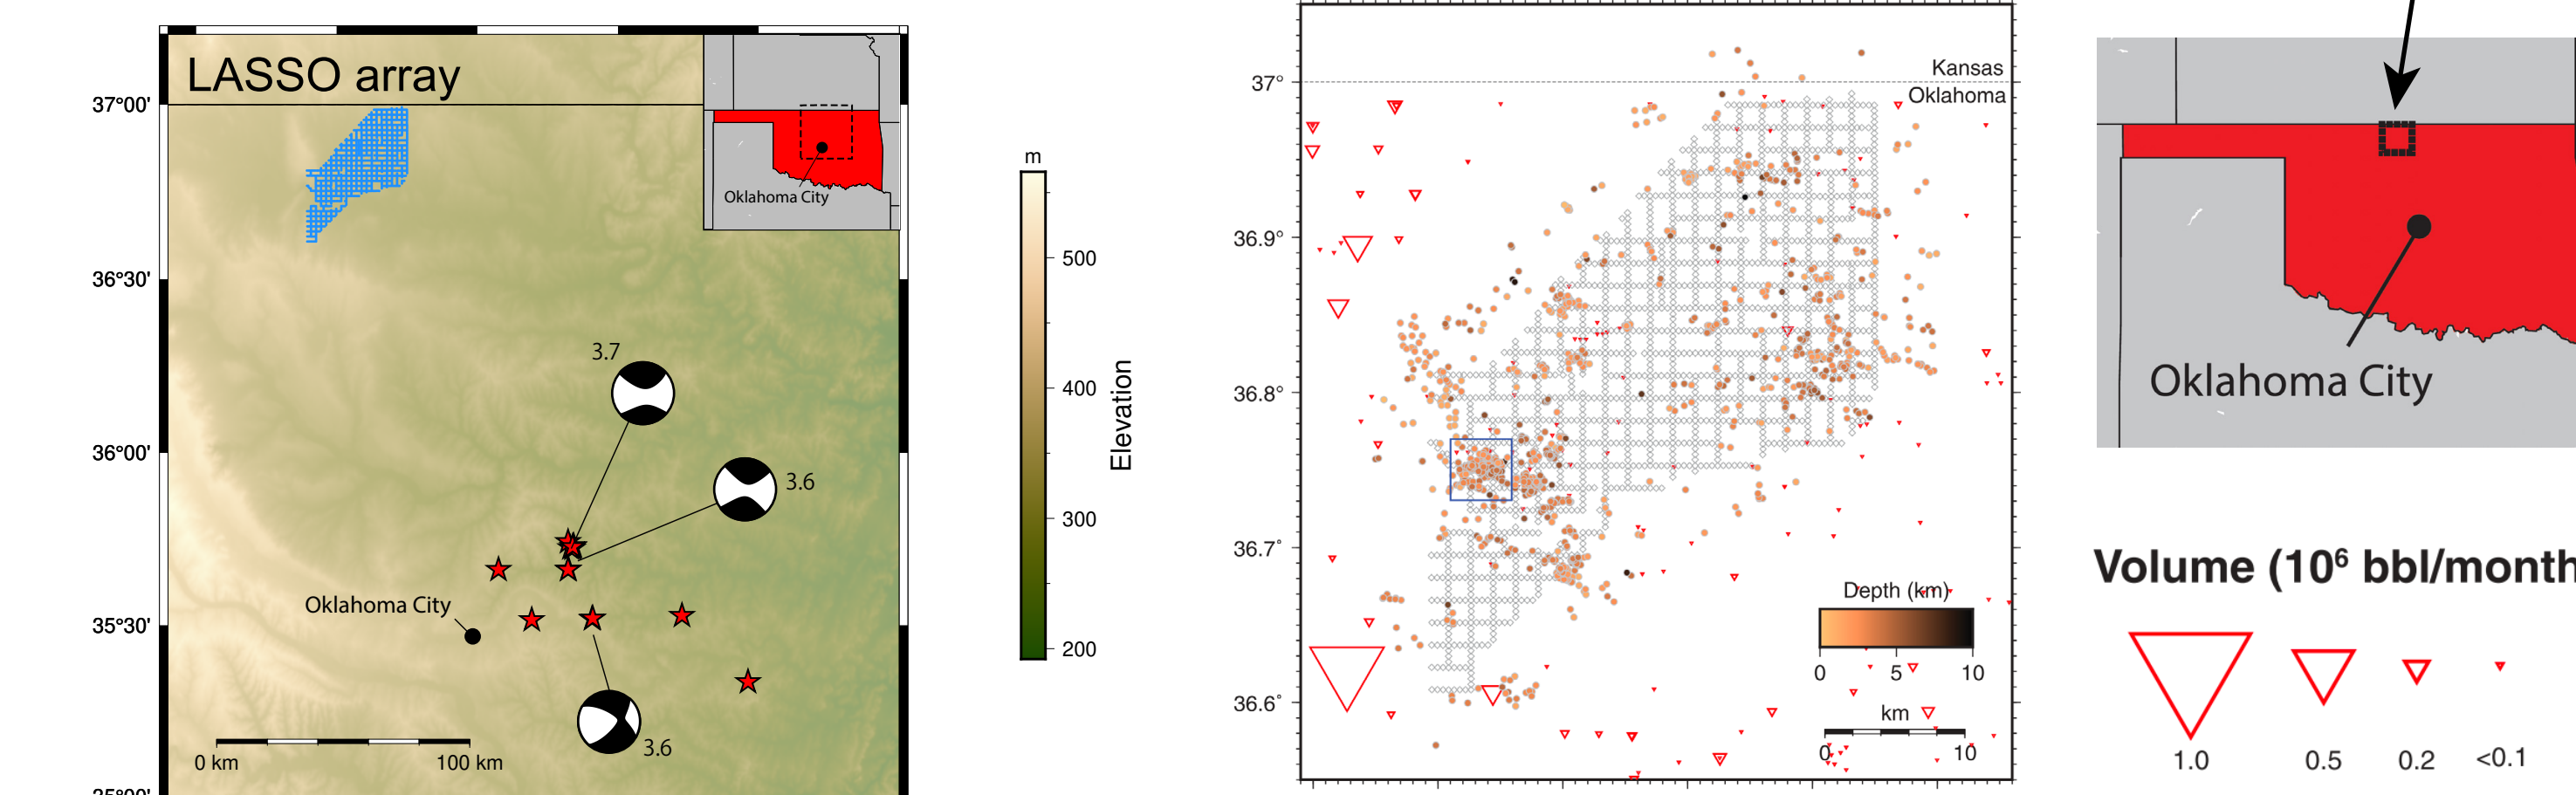 LASSO array
37°00'
36°30'
36°00'
35°30'
Oklahoma City
3.7
3.6
Oklahoma City
3.6
0 km
100 km
m
500
400
300
200
Elevation
37°
36.9°
36.8°
36.7°
36.6°
Kansas
Oklahoma
Depth (km)
0 5 10
km
0 10
Oklahoma City
Volume (10⁶ bbl/month
1.0 0.5 0.2 <0.1